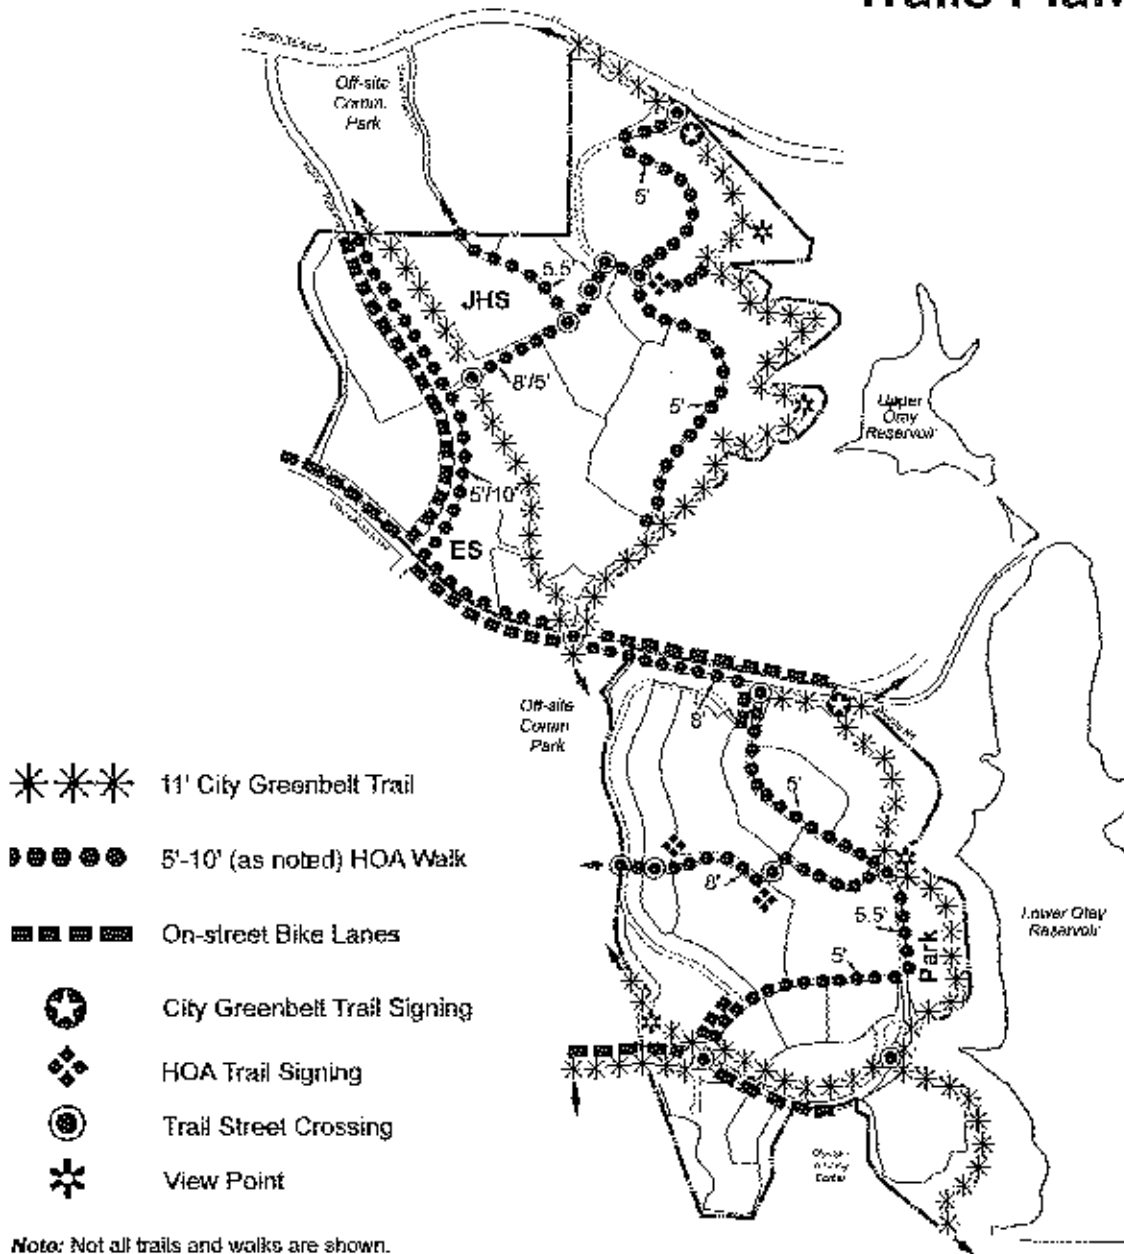 Trails Plan
Off-site
Comm.
Park
5'
5.5'
JHS
8'/5'
5'
Upper
Otay
Reservoir
5'/10'
ES
Off-site
Comm
Park
8'
5'
8'
5.5'
Park
5'
Lower Otay
Reservoir
11' City Greenbelt Trail
5'-10' (as noted) HOA Walk
On-street Bike Lanes
City Greenbelt Trail Signing
HOA Trail Signing
Trail Street Crossing
View Point
Note: Not all trails and walks are shown.